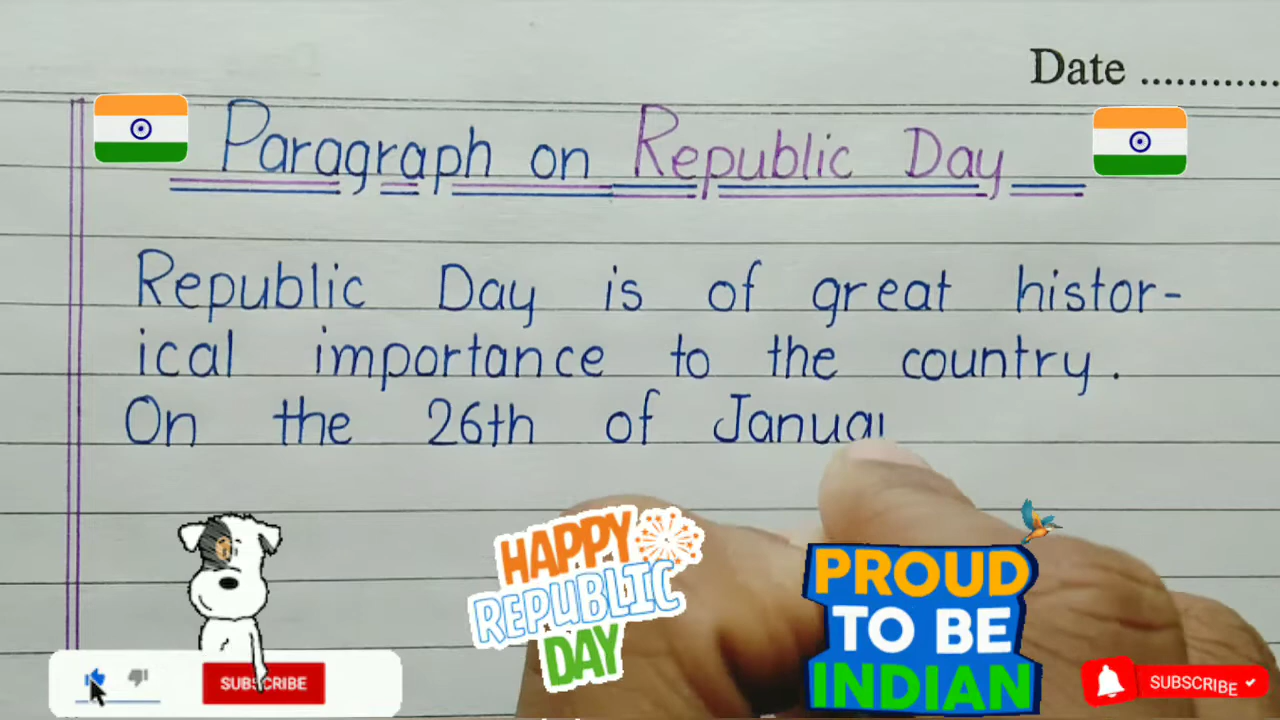 Date ............
Paragraph on Republic Day
Republic Day is of great histor-
ical importance to the country.
On the 26th of
HAPPY
REPUBLIC
DAY
PROUD
TO BE
INDIAN
SUBSCRIBE
SUBSCRIBE